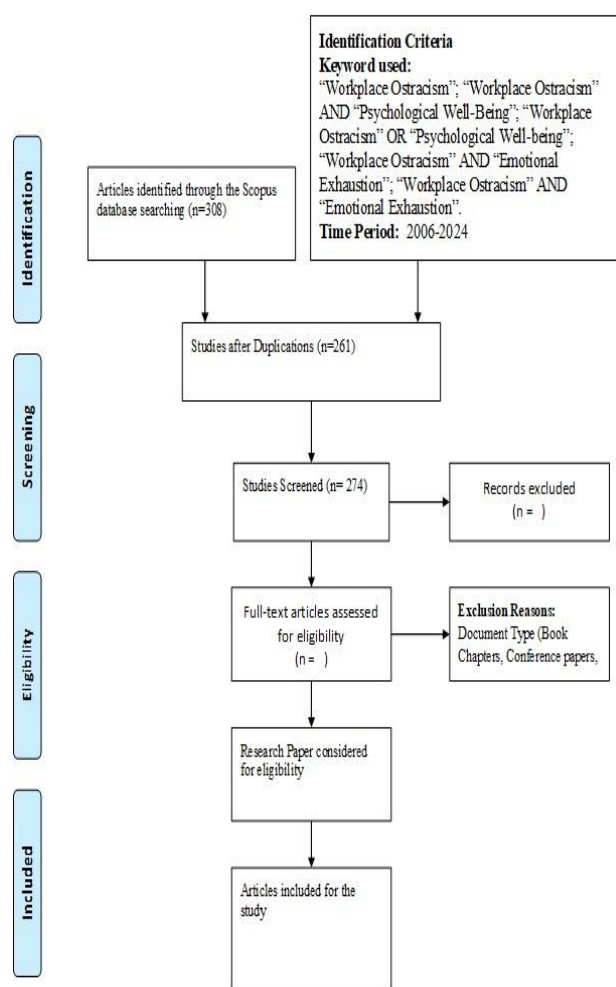 Identification Criteria
Keyword used:
“Workplace Ostracism”; “Workplace Ostracism”
AND “Psychological Well-Being”; “Workplace
Ostracism” OR “Psychological Well-being”;
“Workplace Ostracism” AND “Emotional
Exhaustion”; “Workplace Ostracism” AND
“Emotional Exhaustion”.
Time Period: 2006-2024
Identification
Articles identified through the Scopus
database searching (n=308)
Studies after Duplications (n=261)
Screening
Studies Screened (n= 274)
Records excluded
(n = )
Eligibility
Full-text articles assessed
for eligibility
(n = )
Exclusion Reasons:
Document Type (Book
Chapters, Conference papers,
Research Paper considered
for eligibility
Included
Articles included for the
study